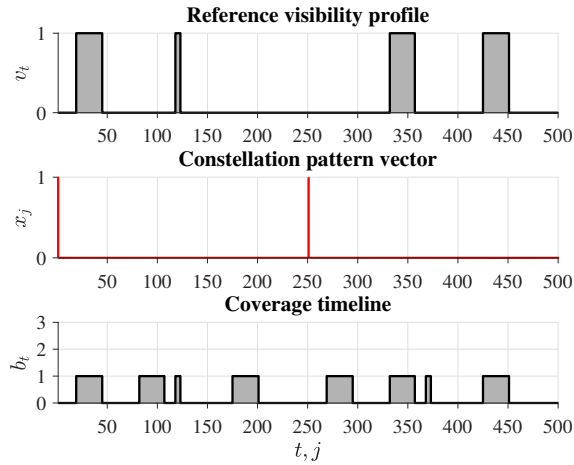 Reference visibility profile
1
v_t
0
50 100 150 200 250 300 350 400 450 500
Constellation pattern vector
1
x_j
0
50 100 150 200 250 300 350 400 450 500
Coverage timeline
3
2
b_t
1
0
50 100 150 200 250 300 350 400 450 500
t, j